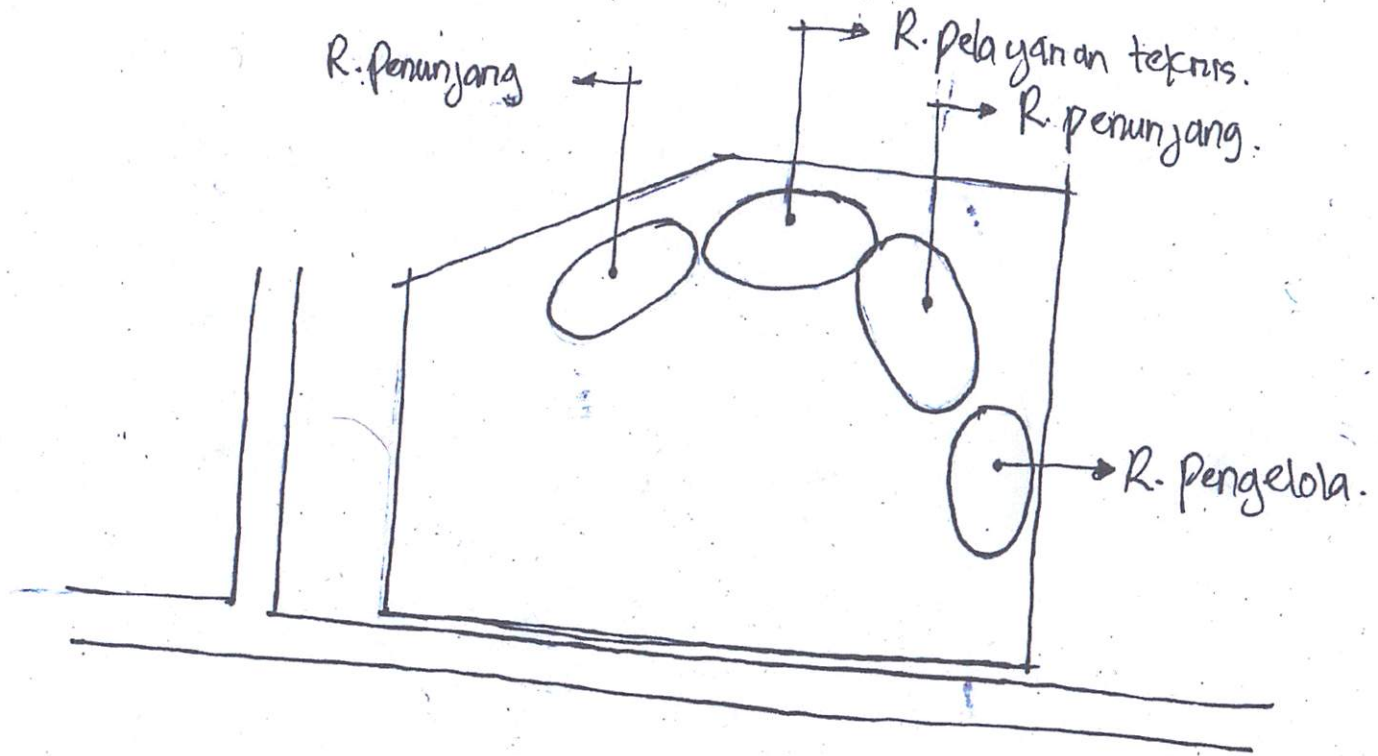 R. Penunjang
R. Pelayanan teknis.
R. penunjang.
R. Pengelola.